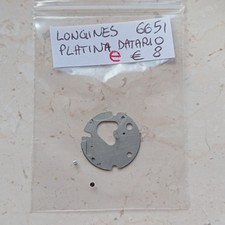 LONGINES 6651
PLATINA DATARIO
e € 8